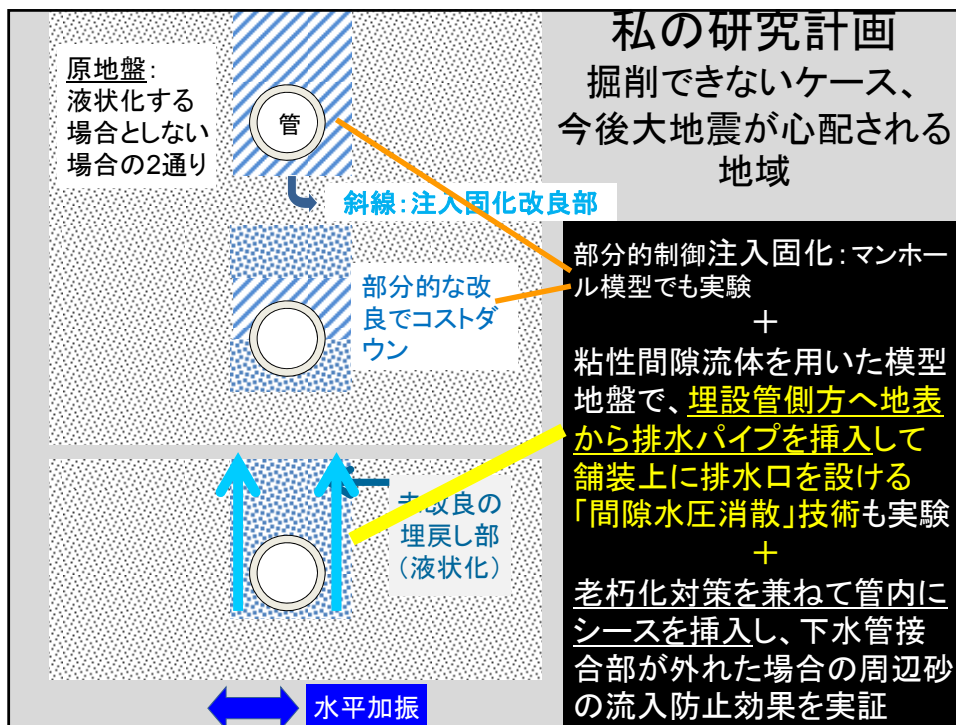 私の研究計画
掘削できないケース、
今後大地震が心配される
地域
原地盤：
液状化する
場合としない
場合の2通り
管
斜線：注入固化改良部
部分的な改
良でコストダ
ウン
部分的制御注入固化：マンホー
ル模型でも実験
＋
粘性間隙流体を用いた模型
地盤で、埋設管側方へ地表
から排水パイプを挿入して
舗装上に排水口を設ける
「間隙水圧消散」技術も実験
＋
老朽化対策を兼ねて管内に
シースを挿入し、下水管接
合部が外れた場合の周辺砂
の流入防止効果を実証
未改良の
埋戻し部
（液状化）
水平加振